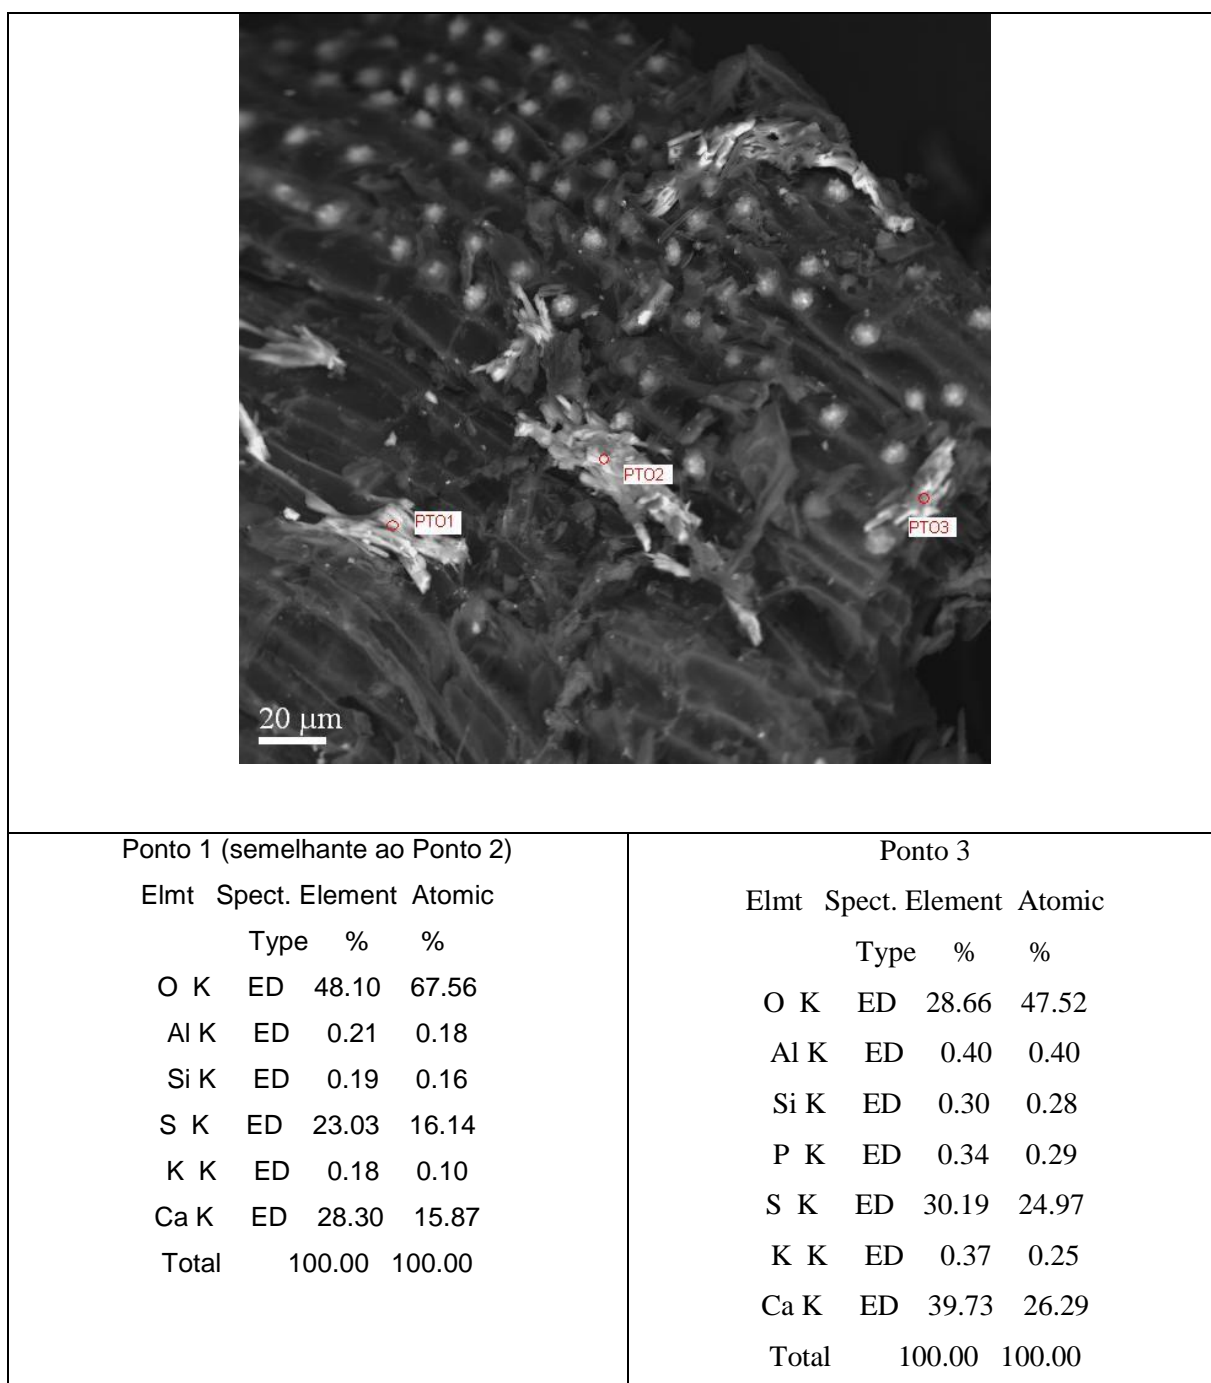 PTO1
PTO2
PTO3
20 µm
Ponto 1 (semelhante ao Ponto 2)
Elmt Spect. Element Atomic
Type % %
O K ED 48.10 67.56
Al K ED 0.21 0.18
Si K ED 0.19 0.16
S K ED 23.03 16.14
K K ED 0.18 0.10
Ca K ED 28.30 15.87
Total 100.00 100.00
Ponto 3
Elmt Spect. Element Atomic
Type % %
O K ED 28.66 47.52
Al K ED 0.40 0.40
Si K ED 0.30 0.28
P K ED 0.34 0.29
S K ED 30.19 24.97
K K ED 0.37 0.25
Ca K ED 39.73 26.29
Total 100.00 100.00